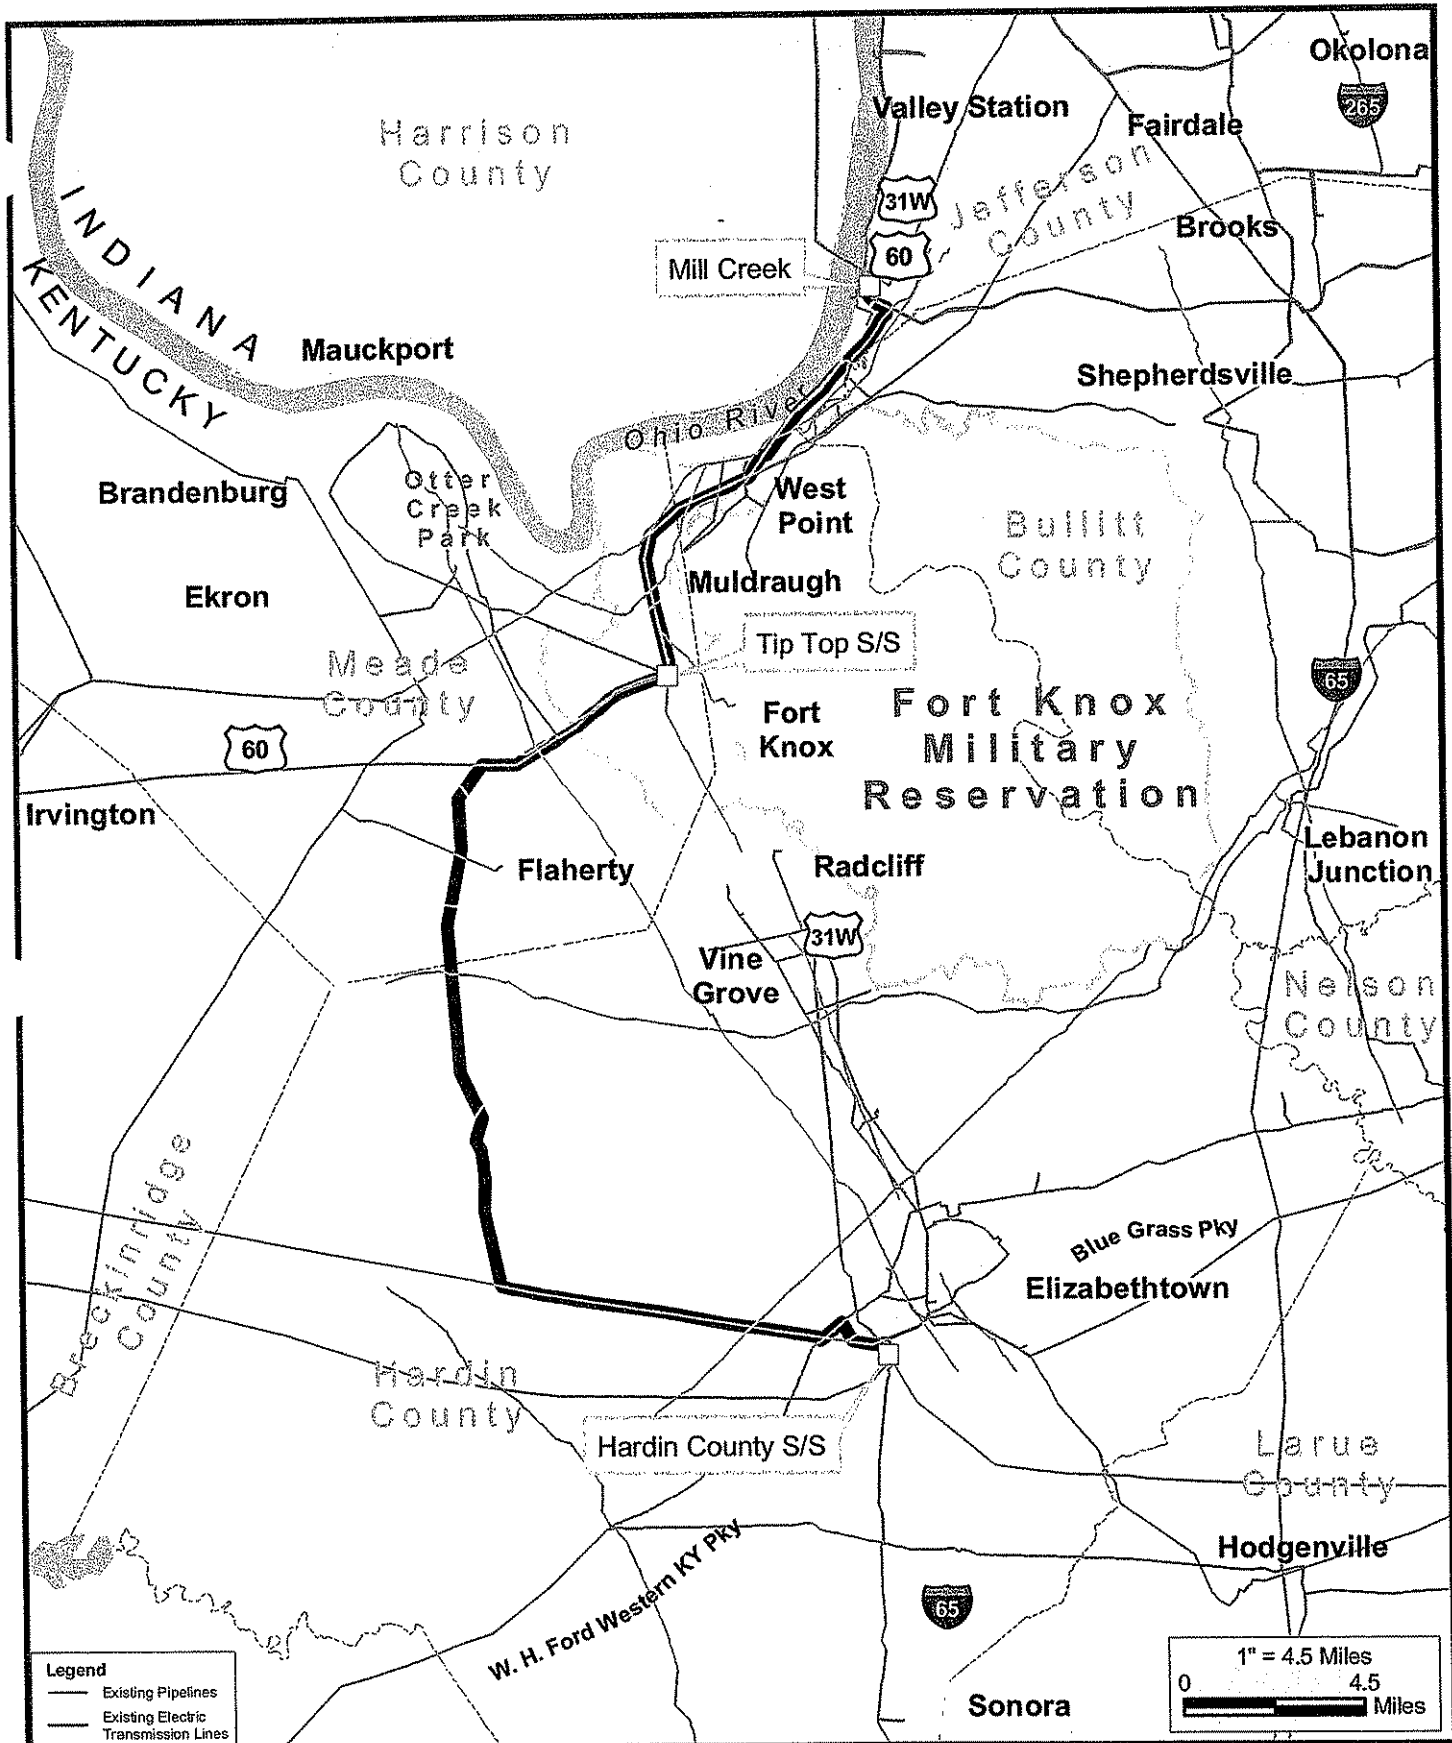 Okolona
265
Valley Station
Fairdale
Harrison
County
31W
Jefferson
County
Brooks
60
Mill Creek
INDIANA
KENTUCKY
Mauckport
Shepherdsville
Ohio River
Brandenburg
Otter
Creek
Park
West
Point
Bullitt
County
Ekron
Muldraugh
Tip Top S/S
Meade
County
65
Fort
Knox
Fort Knox
Military
Reservation
60
Irvington
Lebanon
Junction
Flaherty
Radcliff
31W
Vine
Grove
Nelson
County
Breckinridge
County
Blue Grass Pky
Elizabethtown
Hardin
County
Hardin County S/S
Larue
County
W. H. Ford Western KY Pky
Hodgenville
65
Sonora
Legend
Existing Pipelines
Existing Electric
Transmission Lines
1" = 4.5 Miles
0 4.5
Miles